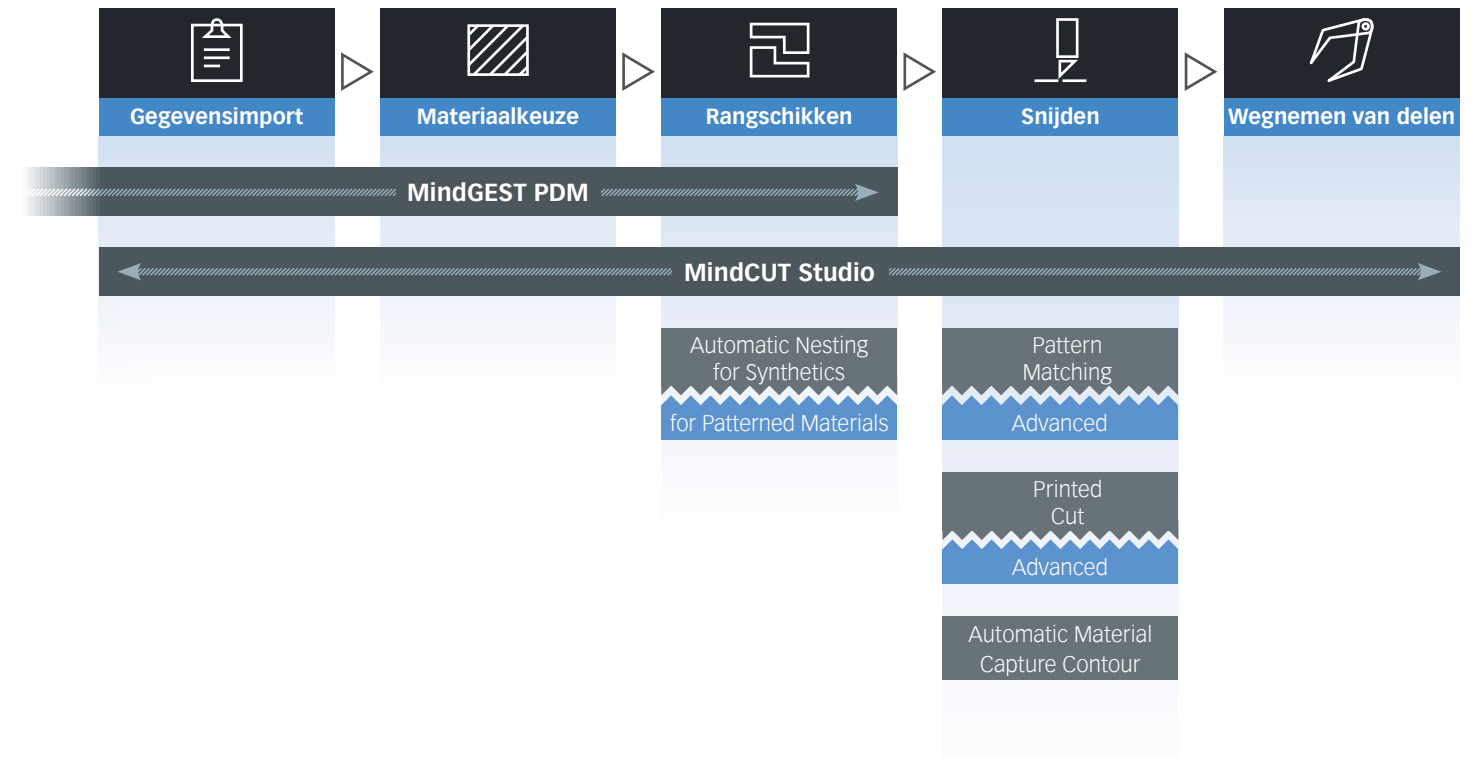 Gegevensimport
Materiaalkeuze
Rangschikken
Snijden
Wegnemen van delen
MindGEST PDM
MindCUT Studio
Automatic Nesting
for Synthetics
for Patterned Materials
Pattern
Matching
Advanced
Printed
Cut
Advanced
Automatic Material
Capture Contour